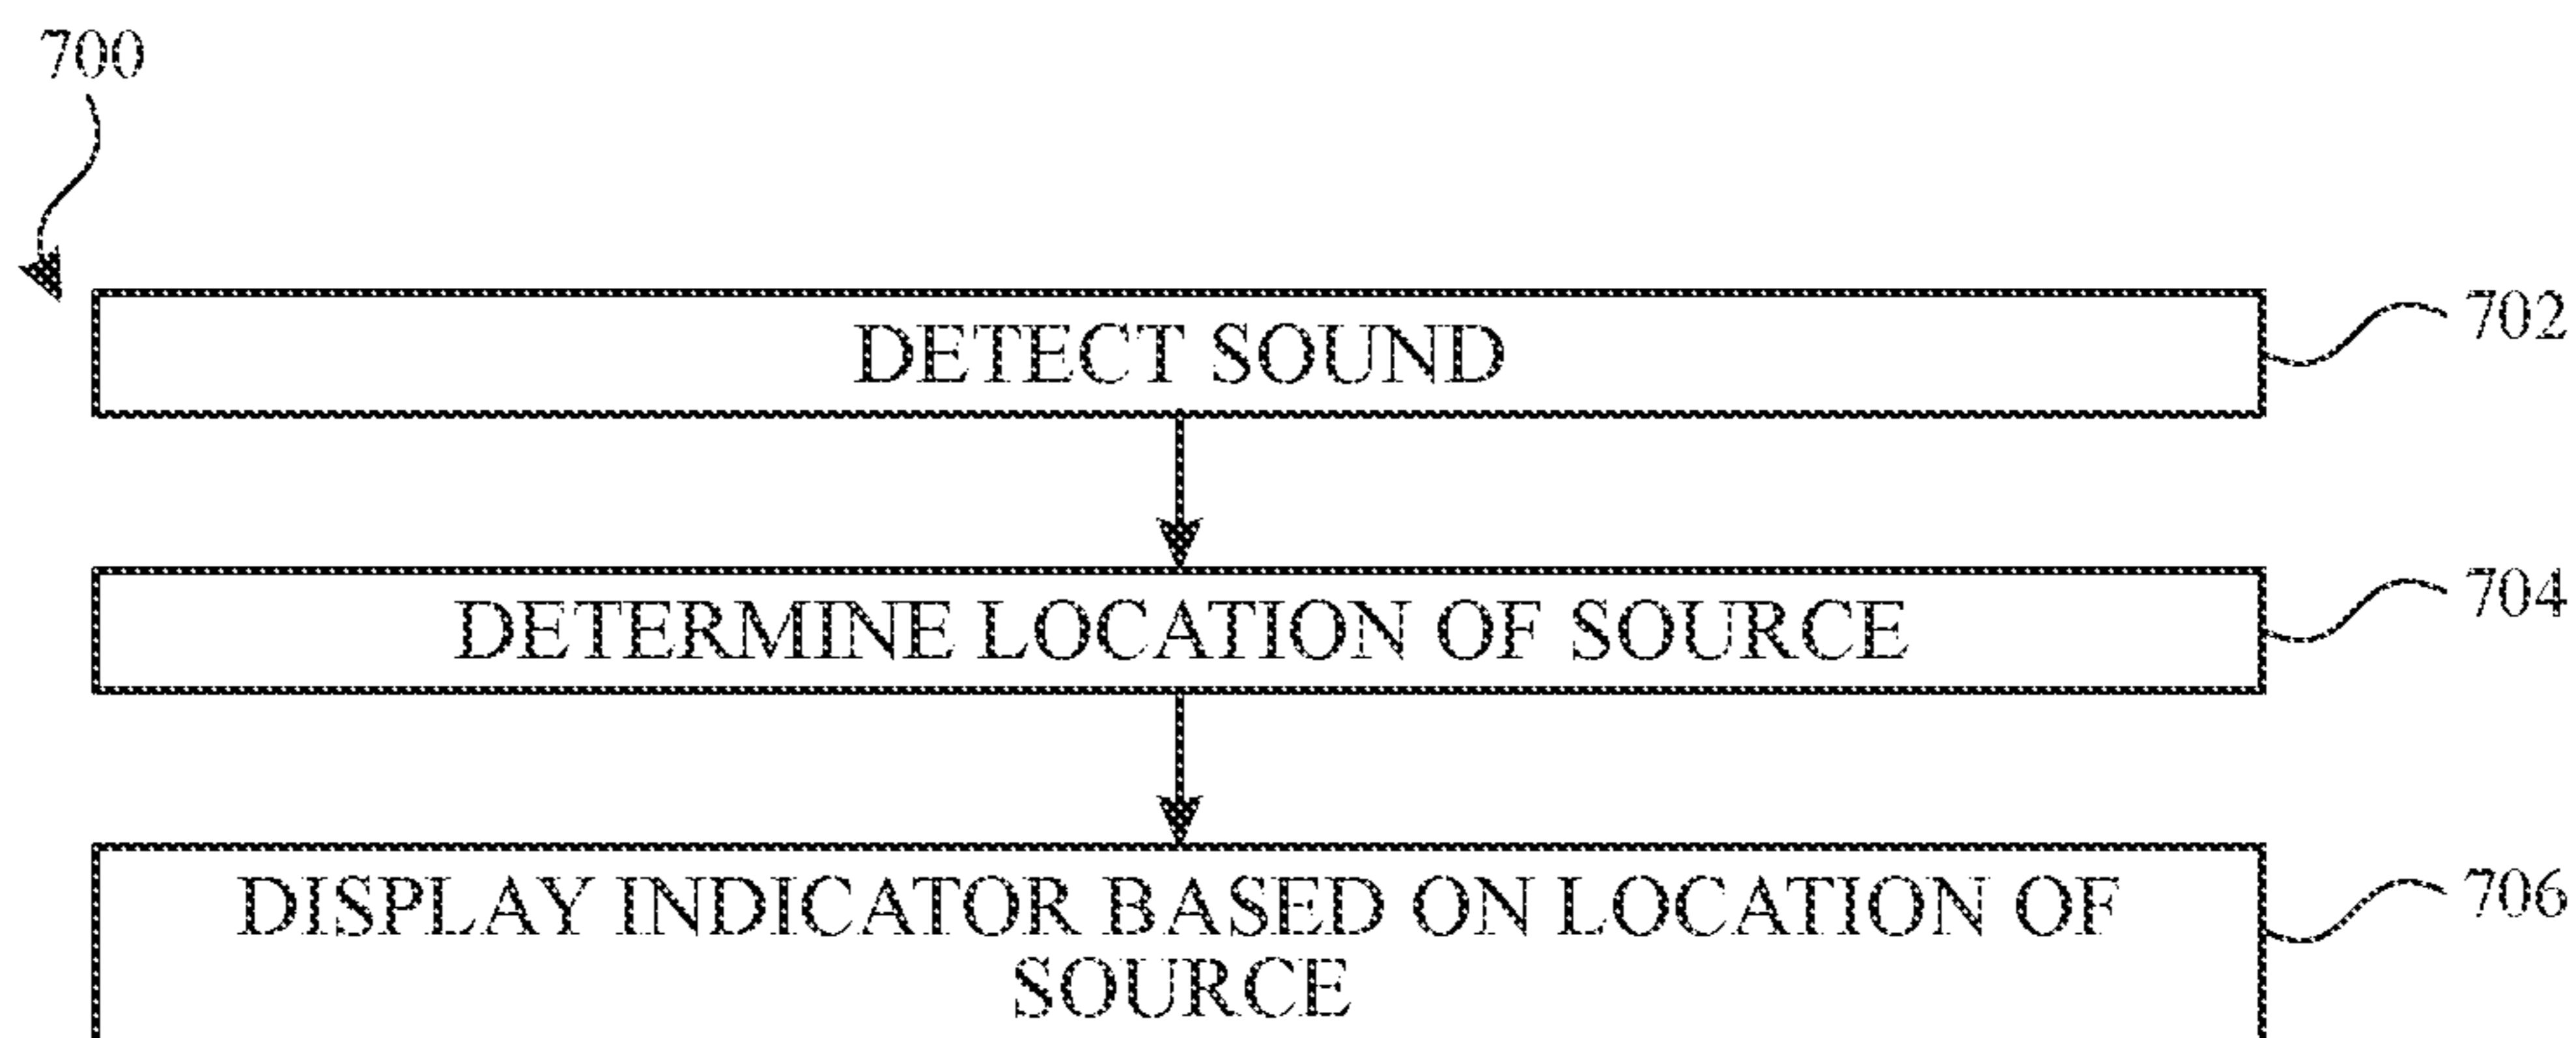 700
DETECT SOUND
702
DETERMINE LOCATION OF SOURCE
704
DISPLAY INDICATOR BASED ON LOCATION OF
SOURCE
706